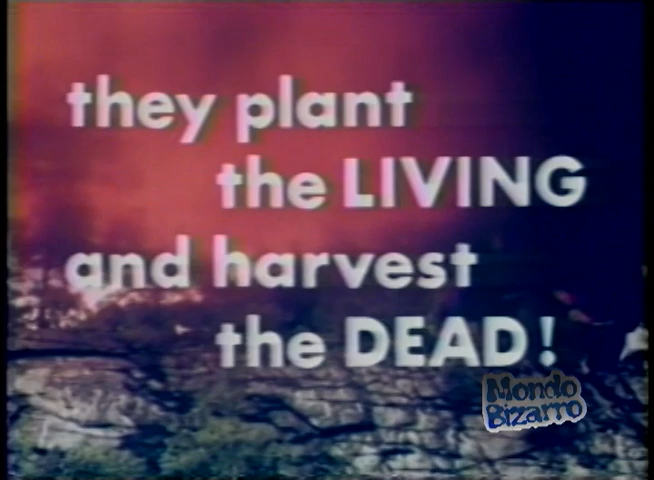 they plant
the LIVING
and harvest
the DEAD!
Mondo
Bizarro